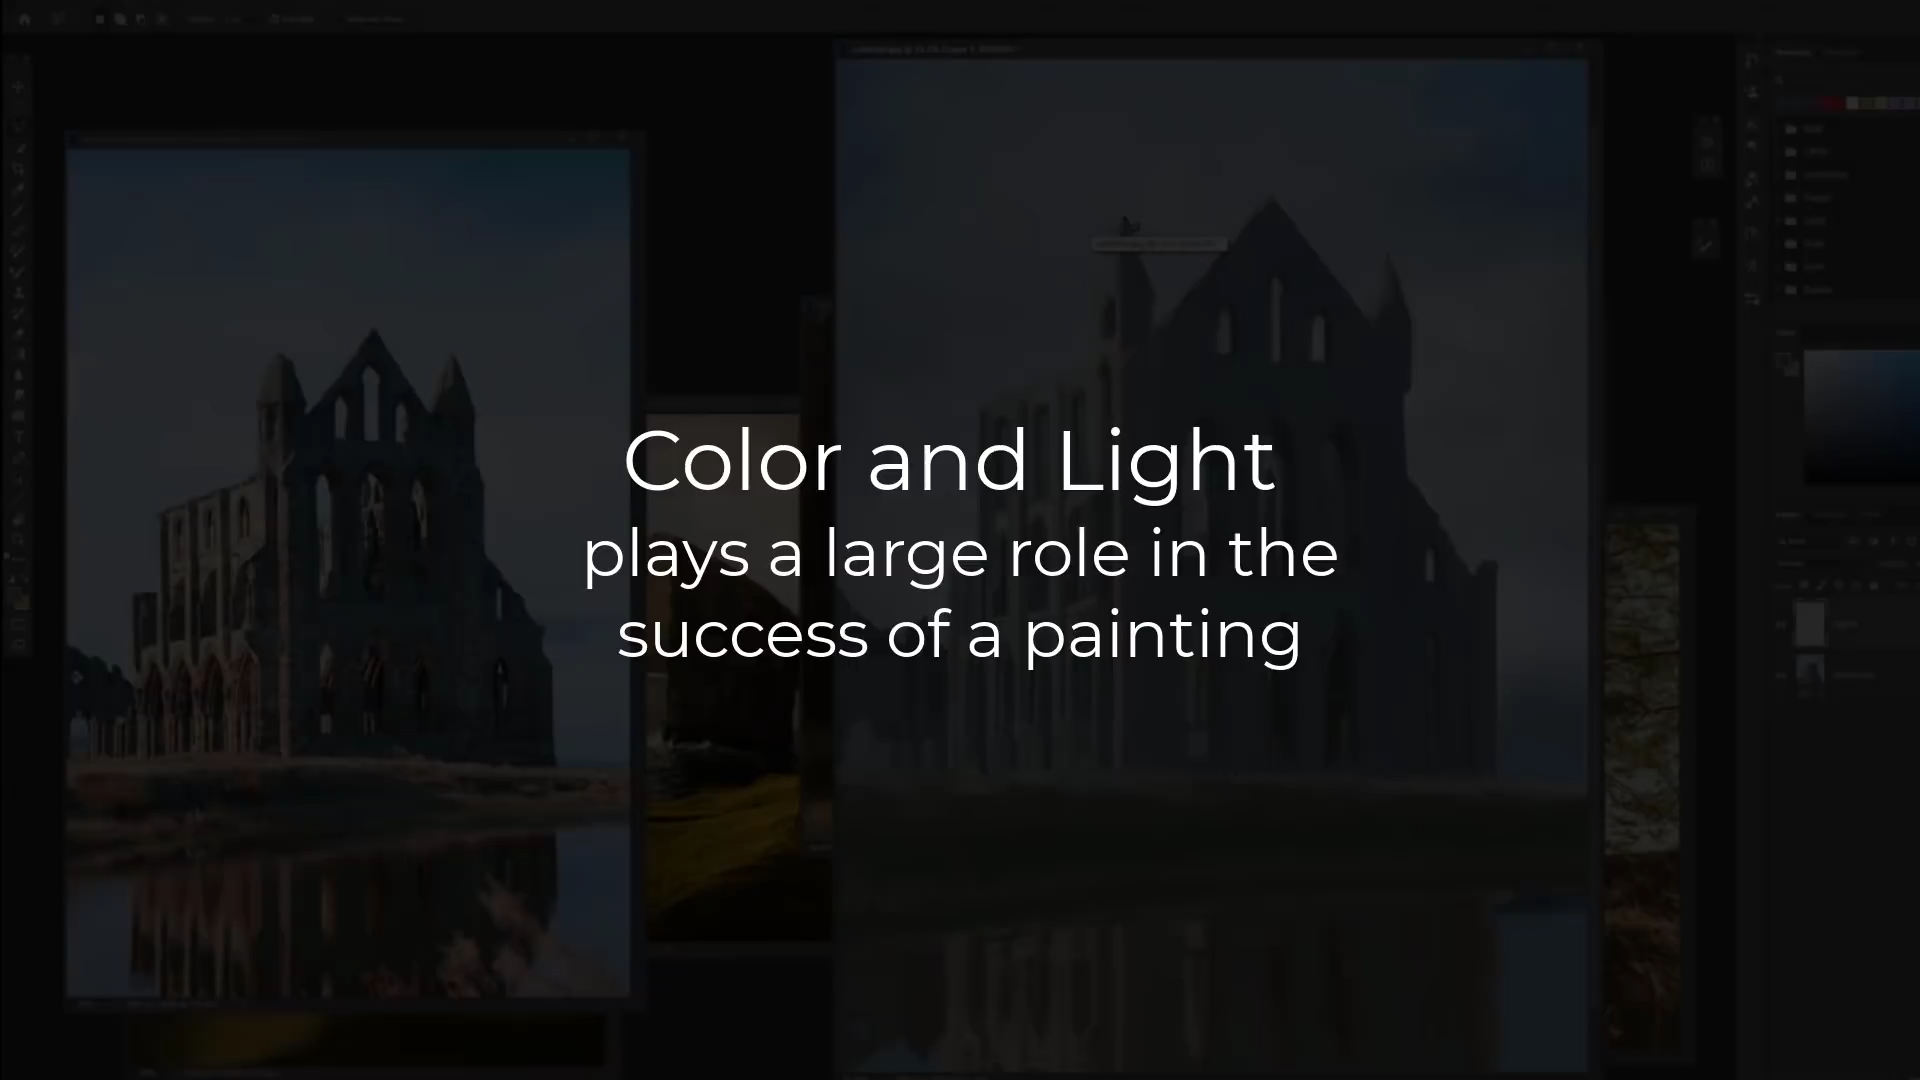 Color and Light
plays a large role in the
success of a painting